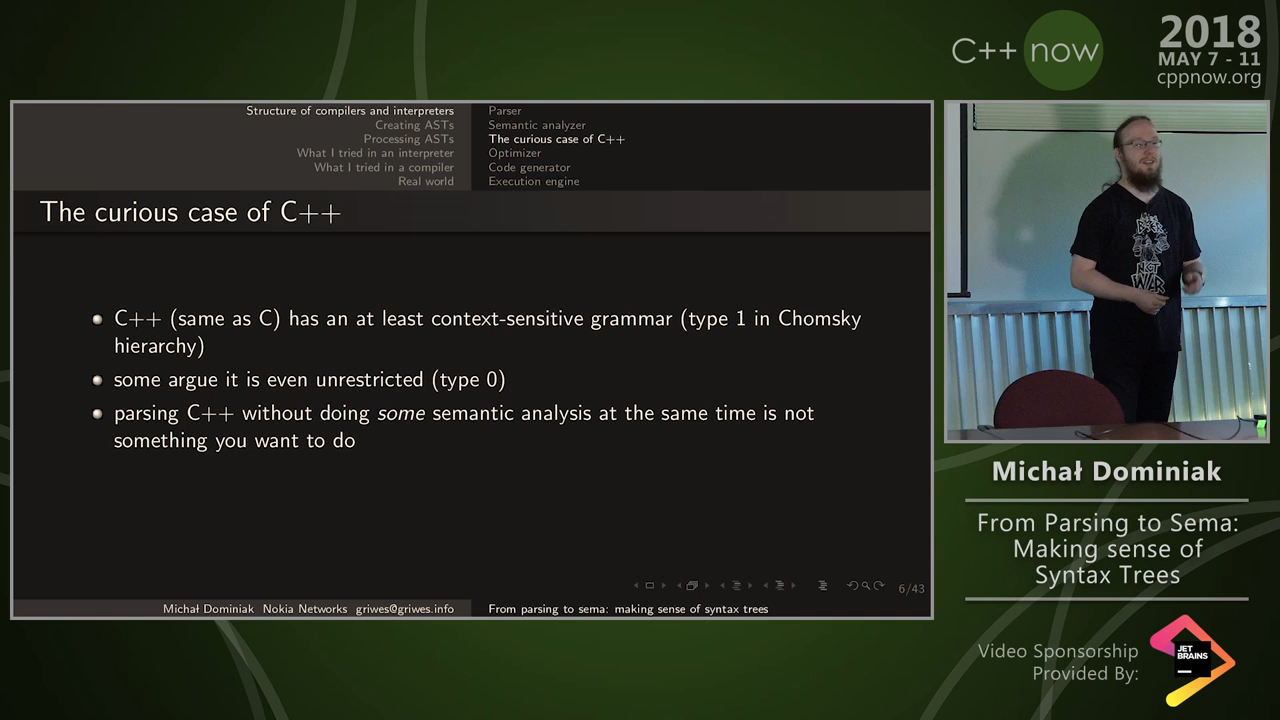 C++ now
2018
MAY 7 - 11
cppnow.org
Structure of compilers and interpreters
Creating ASTs
Processing ASTs
What I tried in an interpreter
What I tried in a compiler
Real world
Parser
Semantic analyzer
The curious case of C++
Optimizer
Code generator
Execution engine
The curious case of C++
C++ (same as C) has an at least context-sensitive grammar (type 1 in Chomsky
hierarchy)
some argue it is even unrestricted (type 0)
parsing C++ without doing some semantic analysis at the same time is not
something you want to do
6/43
Michał Dominiak Nokia Networks griwes@griwes.info
From parsing to sema: making sense of syntax trees
BEER
NOT
WAR
Michał Dominiak
From Parsing to Sema:
Making sense of
Syntax Trees
Video Sponsorship
Provided By:
JET
BRAINS